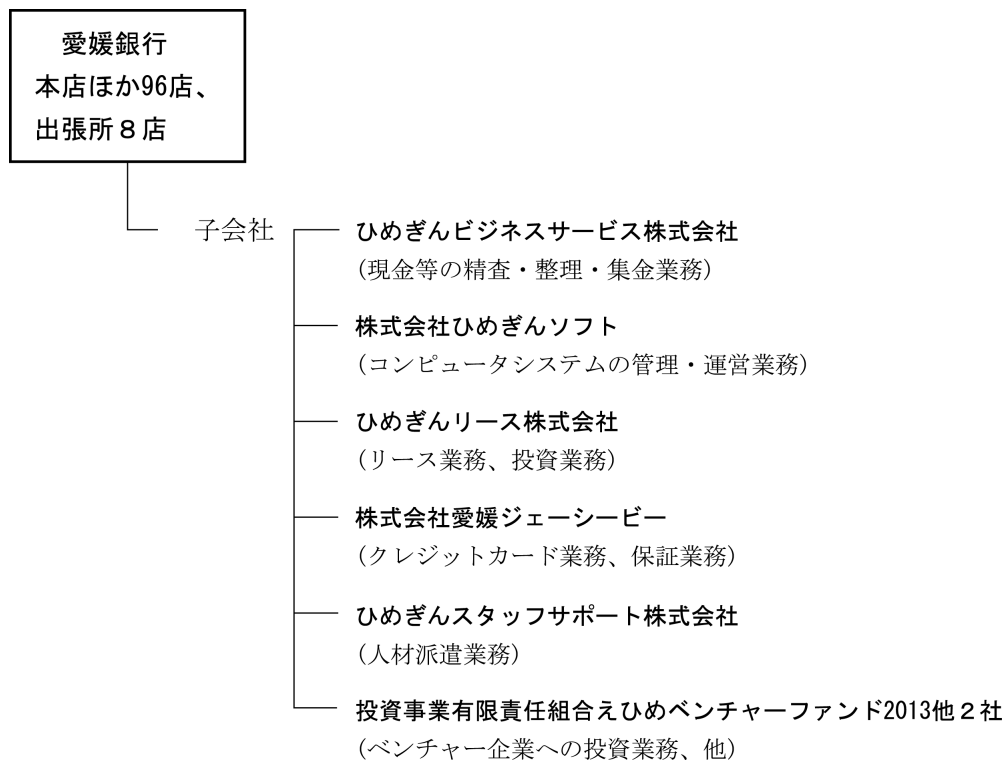 愛媛銀行
本店ほか96店、
出張所８店
子会社
ひめぎんビジネスサービス株式会社
(現金等の精査・整理・集金業務)
株式会社ひめぎんソフト
(コンピュータシステムの管理・運営業務)
ひめぎんリース株式会社
(リース業務、投資業務)
株式会社愛媛ジェーシービー
(クレジットカード業務、保証業務)
ひめぎんスタッフサポート株式会社
(人材派遣業務)
投資事業有限責任組合えひめベンチャーファンド2013他２社
(ベンチャー企業への投資業務、他)